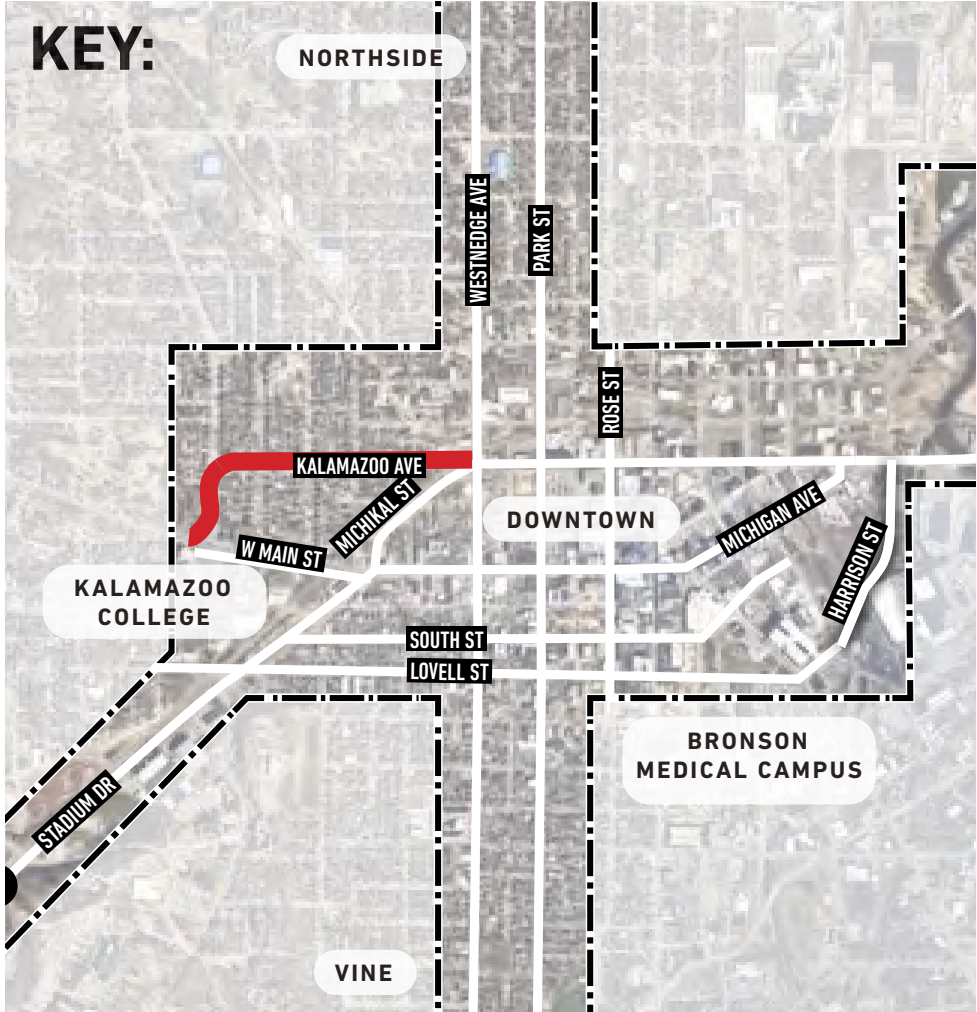 KEY:
NORTHSIDE
WESTNEDGE AVE
PARK ST
ROSE ST
KALAMAZOO AVE
MICHIKAL ST
DOWNTOWN
MICHIGAN AVE
W MAIN ST
HARRISON ST
KALAMAZOO
COLLEGE
SOUTH ST
LOVELL ST
BRONSON
MEDICAL CAMPUS
STADIUM DR
VINE